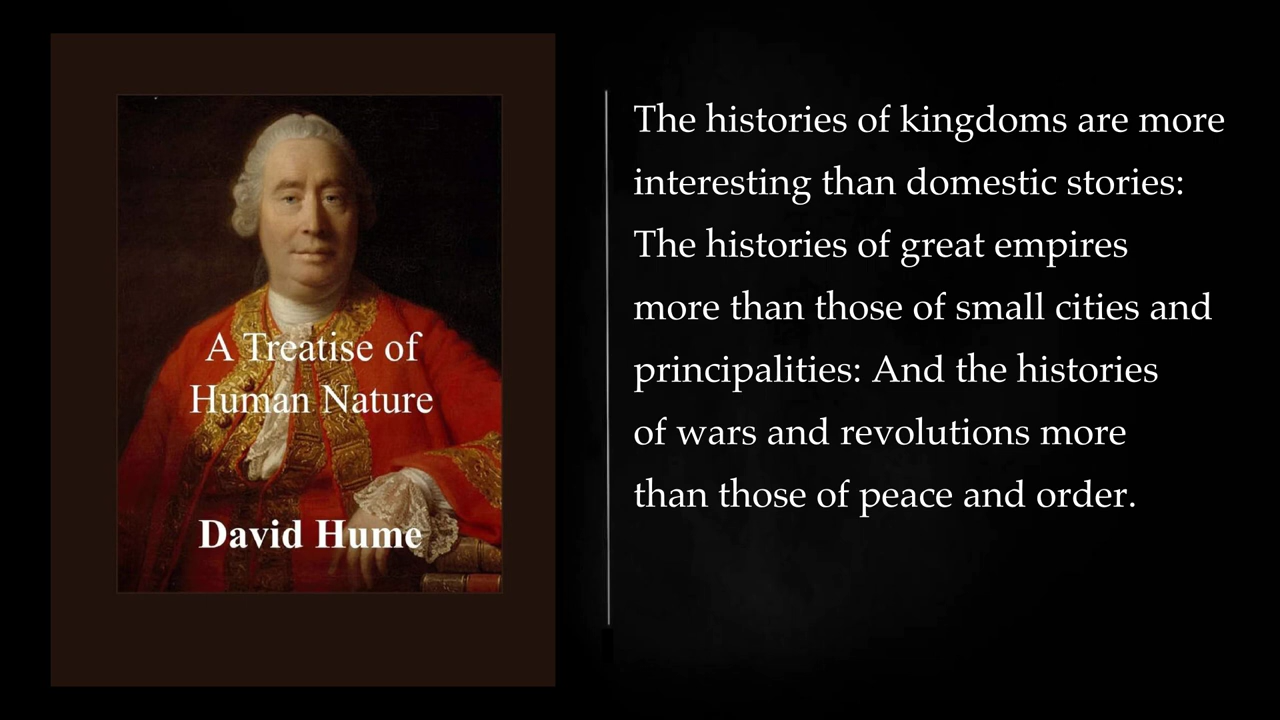 A Treatise of
Human Nature
David Hume
The histories of kingdoms are more
interesting than domestic stories:
The histories of great empires
more than those of small cities and
principalities: And the histories
of wars and revolutions more
than those of peace and order.